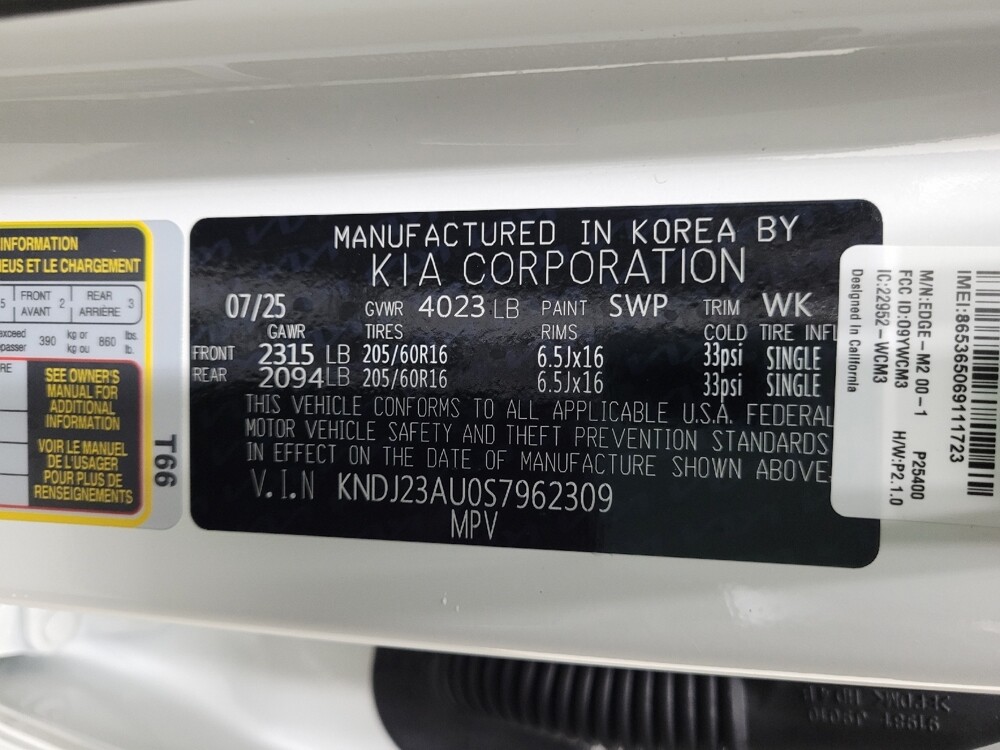 INFORMATION
NEUS ET LE CHARGEMENT
5 FRONT AVANT 2 REAR ARRIÈRE 3
exceed
passer 390 kg or kg ou 860 lbs. lb.
RE
SEE OWNER'S
MANUAL FOR
ADDITIONAL
INFORMATION
VOIR LE MANUEL
DE L'USAGER
POUR PLUS DE
RENSEIGNEMENTS
T66
MANUFACTURED IN KOREA BY
KIA CORPORATION
07/25 GVWR 4023 LB PAINT SWP TRIM WK
GAWR TIRES RIMS COLD TIRE INFL
FRONT 2315 LB 205/60R16 6.5Jx16 33psi SINGLE
REAR 2094 LB 205/60R16 6.5Jx16 33psi SINGLE
THIS VEHICLE CONFORMS TO ALL APPLICABLE U.S.A. FEDERAL
MOTOR VEHICLE SAFETY AND THEFT PREVENTION STANDARDS
IN EFFECT ON THE DATE OF MANUFACTURE SHOWN ABOVE
V.I.N KNDJ23AU0S7962309
MPV
IMEI:865365069111723
M/N:EDGE-M2 00-1 P25400
FCC ID:09YWCM3 H/W:P2.1.0
IC:22952-WCM3
Designed in California